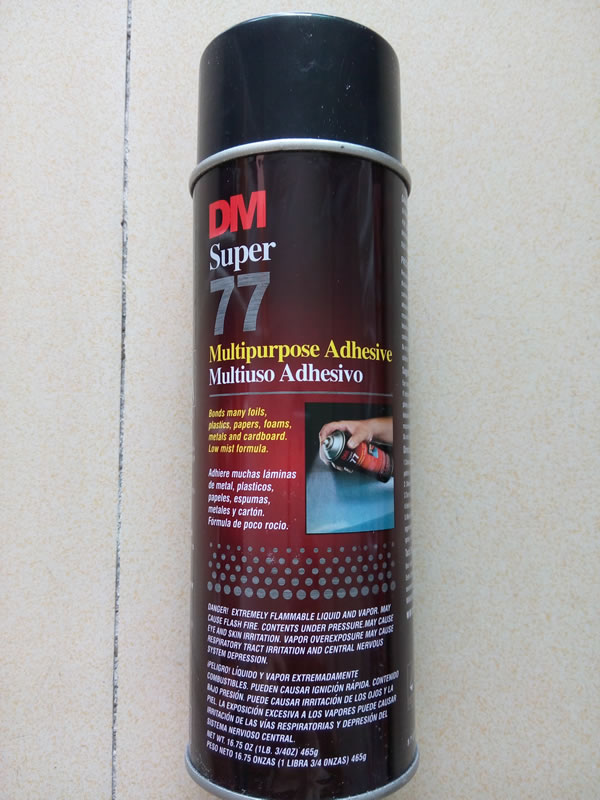 DM
Super
77
Multipurpose Adhesive
Multiuso Adhesivo
Bonds many foils,
plastics, papers, foams,
metals and cardboard.
Low mist formula.
Adhiere muchas láminas
de metal, plasticos,
papeles, espumas,
metales y cartón.
Formula de poco rocío.
77
DANGER! EXTREMELY FLAMMABLE LIQUID AND VAPOR. MAY
CAUSE FLASH FIRE. CONTENTS UNDER PRESSURE. MAY CAUSE
EYE AND SKIN IRRITATION. VAPOR OVEREXPOSURE MAY CAUSE
RESPIRATORY TRACT IRRITATION AND CENTRAL NERVOUS
SYSTEM DEPRESSION.
¡PELIGRO! LÍQUIDO Y VAPOR EXTREMADAMENTE
COMBUSTIBLES. PUEDEN CAUSAR IGNICIÓN RÁPIDA. CONTENIDO
BAJO PRESIÓN. PUEDE CAUSAR IRRITACIÓN DE LOS OJOS Y LA
PIEL. LA EXPOSICIÓN EXCESIVA A LOS VAPORES PUEDE CAUSAR
IRRITACIÓN DE LAS VÍAS RESPIRATORIAS Y DEPRESIÓN DEL
SISTEMA NERVIOSO CENTRAL.
NET WT. 16.75 OZ (1LB. 3/4OZ) 465g
PESO NETO 16.75 ONZAS (1 LIBRA 3/4 ONZAS) 465g